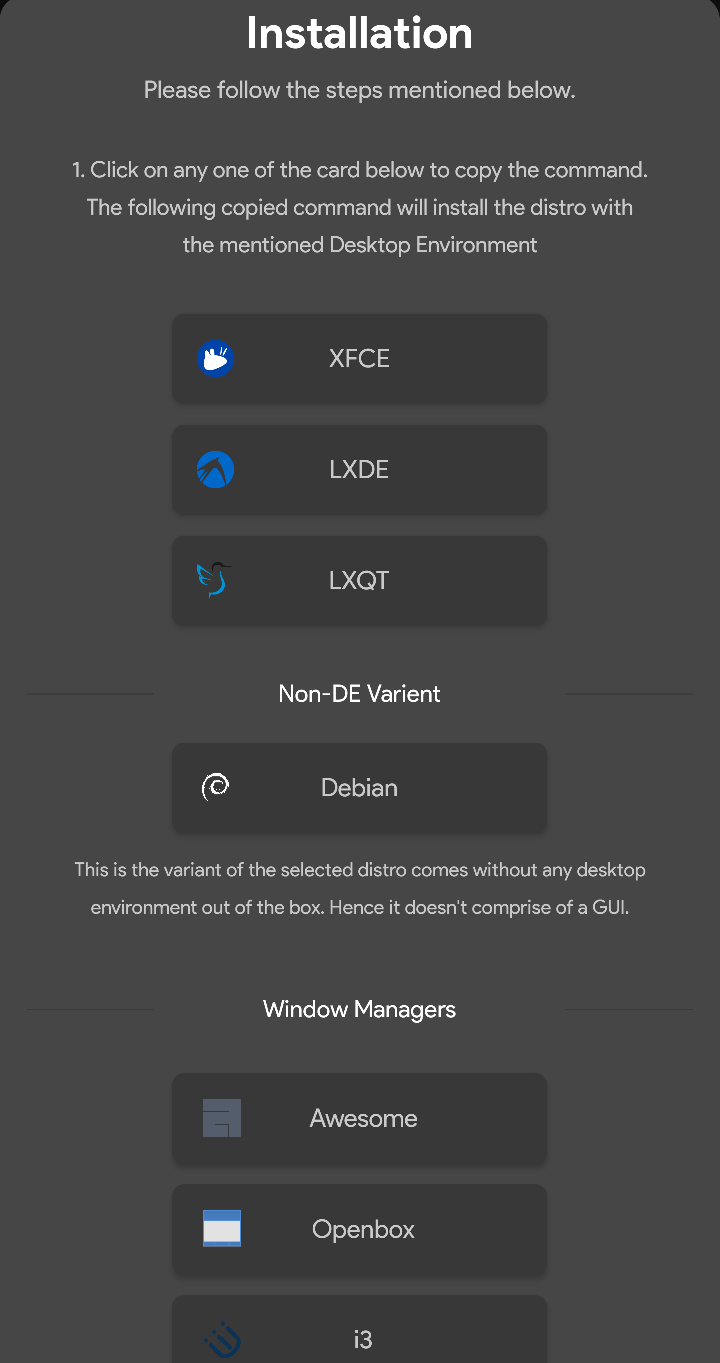 Installation
Please follow the steps mentioned below.
1. Click on any one of the card below to copy the command.
The following copied command will install the distro with
the mentioned Desktop Environment
XFCE
LXDE
LXQT
Non-DE Varient
Debian
This is the variant of the selected distro comes without any desktop
environment out of the box. Hence it doesn't comprise of a GUI.
Window Managers
Awesome
Openbox
i3